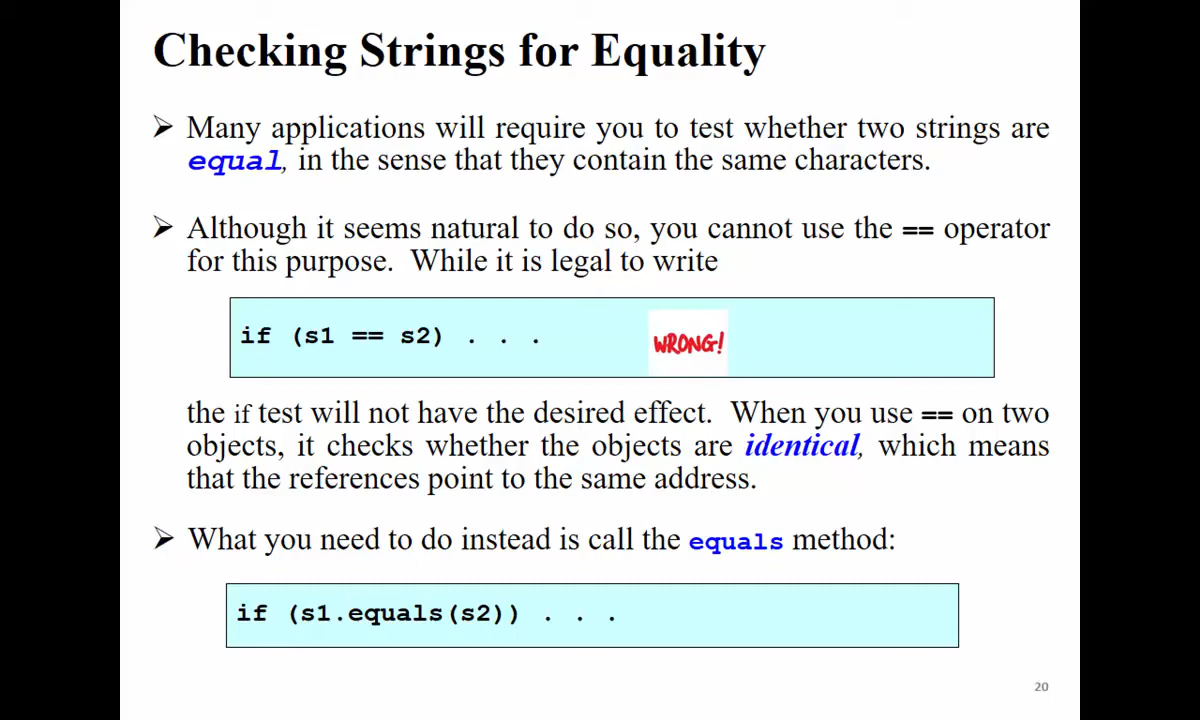 Checking Strings for Equality
➢ Many applications will require you to test whether two strings are
equal, in the sense that they contain the same characters.
➢ Although it seems natural to do so, you cannot use the == operator
for this purpose. While it is legal to write
if (s1 == s2) . . .
WRONG!
the if test will not have the desired effect. When you use == on two
objects, it checks whether the objects are identical, which means
that the references point to the same address.
➢ What you need to do instead is call the equals method:
if (s1.equals(s2)) . . .
20